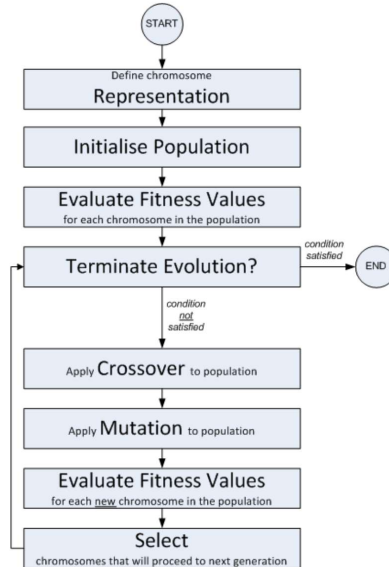 START
Define chromosome
Representation
Initialise Population
Evaluate Fitness Values
for each chromosome in the population
Terminate Evolution?
condition
satisfied
END
condition
not
satisfied
Apply Crossover to population
Apply Mutation to population
Evaluate Fitness Values
for each new chromosome in the population
Select
chromosomes that will proceed to next generation